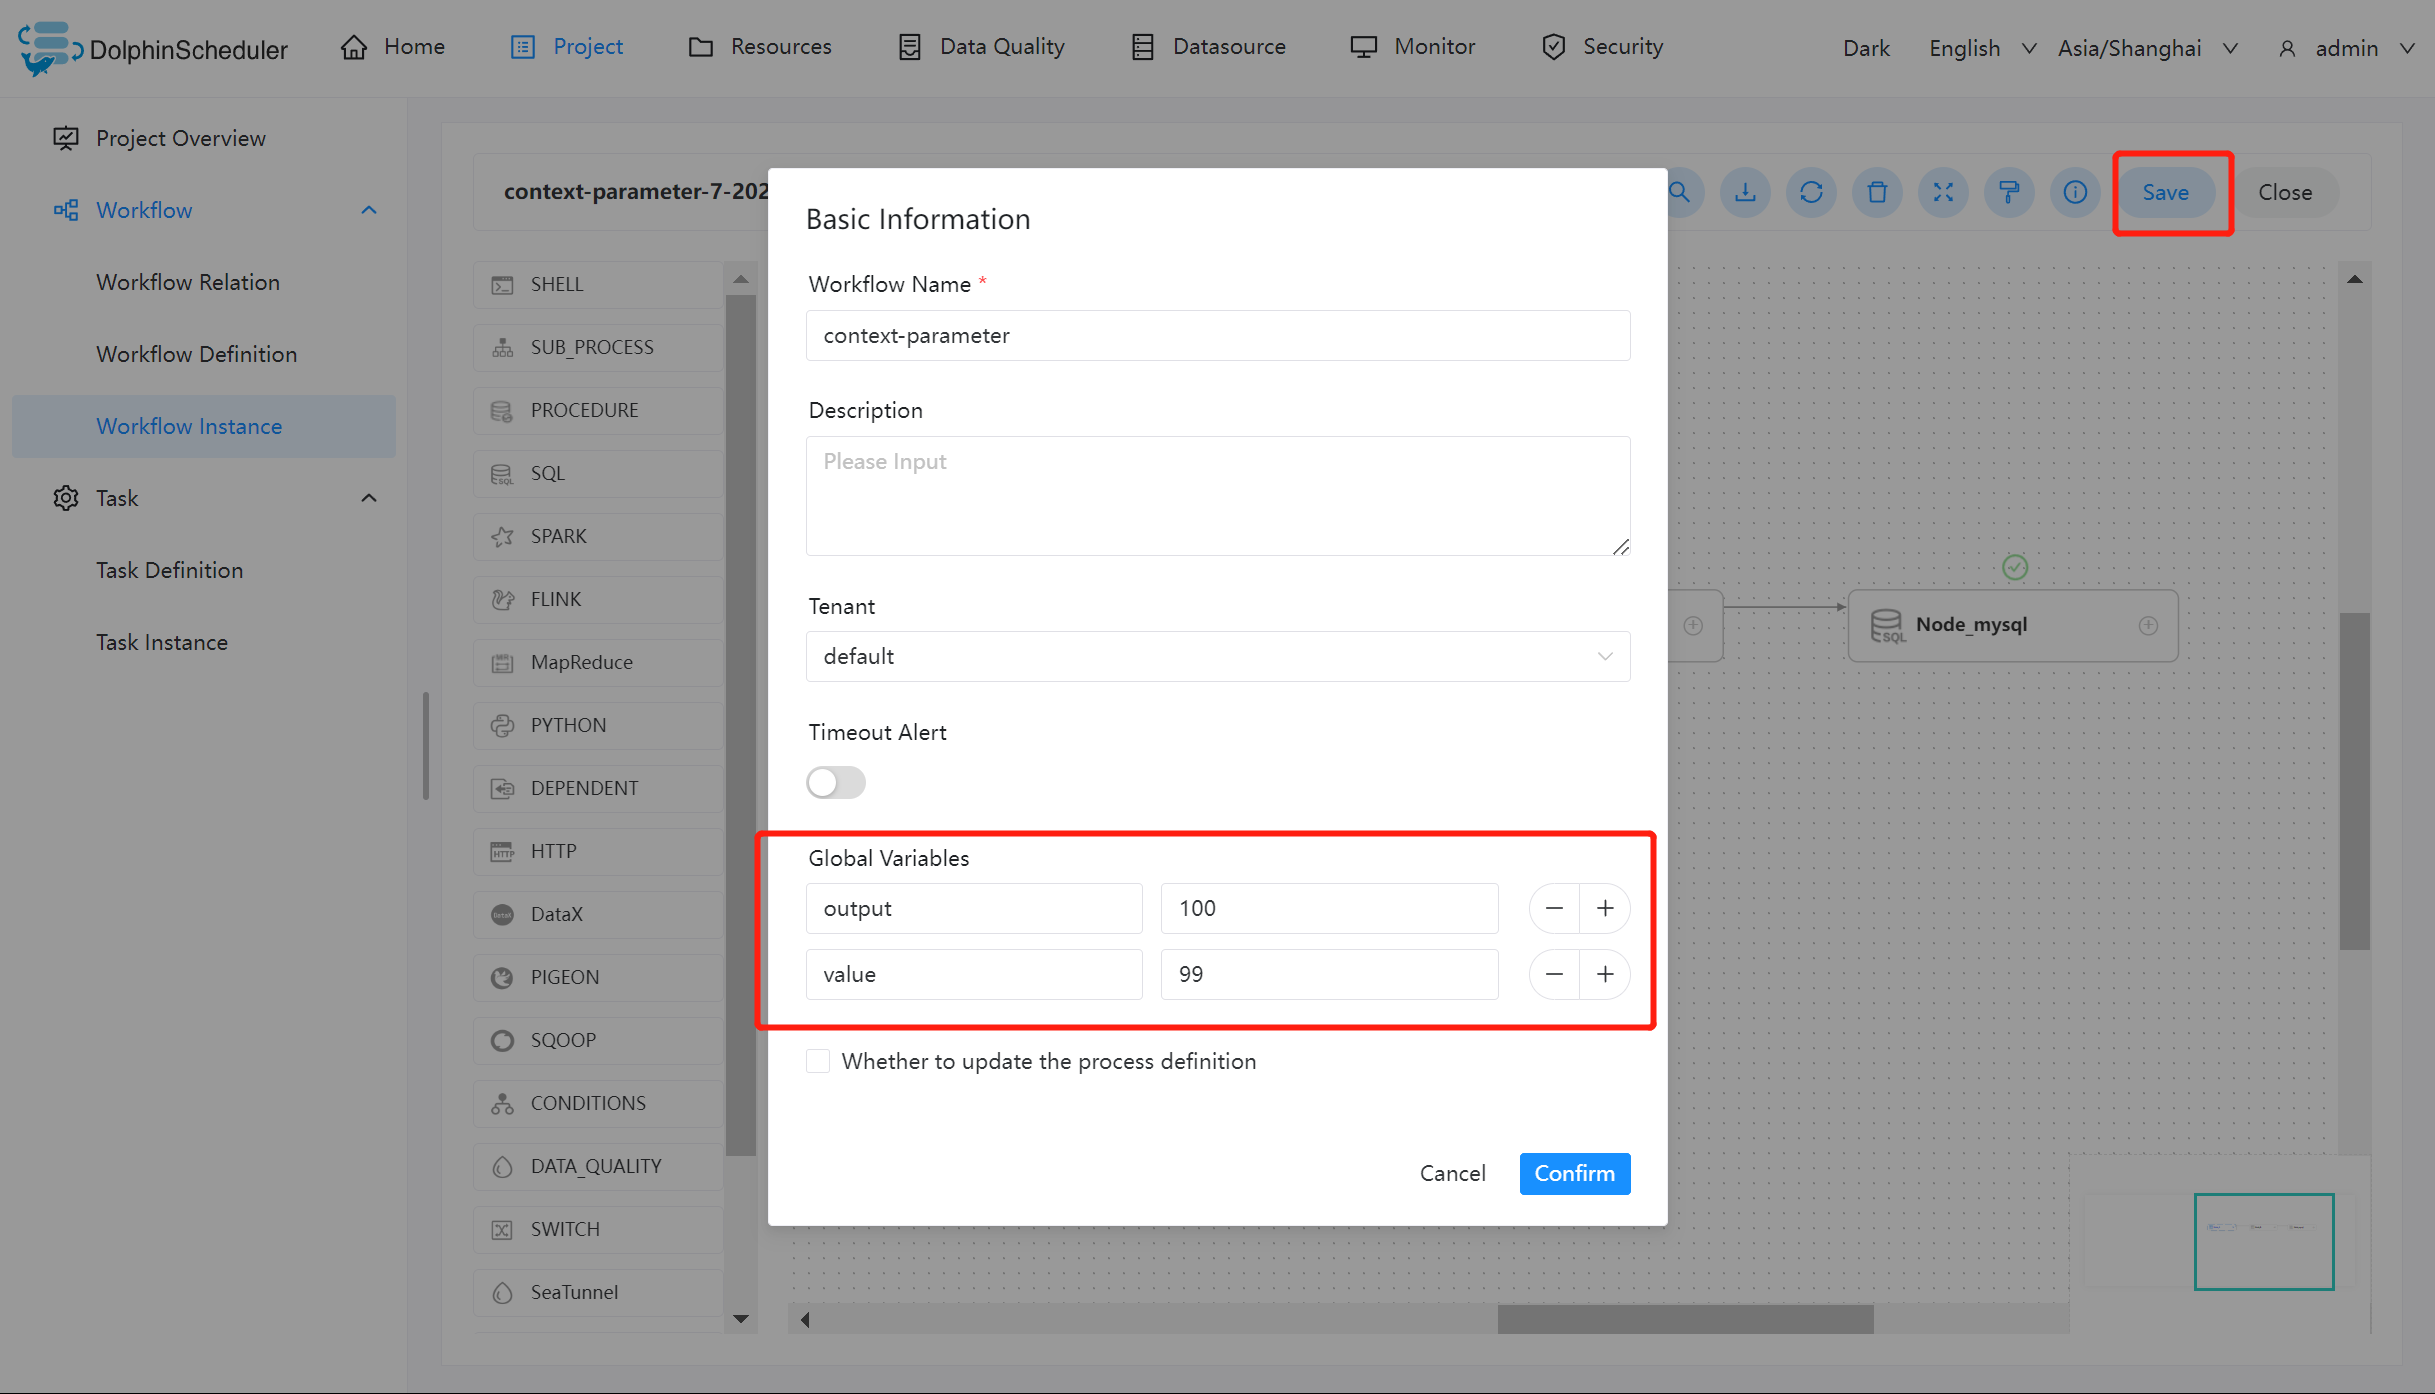 DolphinScheduler
Home
Project
Resources
Data Quality
Datasource
Monitor
Security
Dark
English
Asia/Shanghai
admin
Project Overview
Workflow
Workflow Relation
Workflow Definition
Workflow Instance
Task
Task Definition
Task Instance
context-parameter-7-202
Save
Close
SHELL
SUB_PROCESS
PROCEDURE
SQL
SPARK
FLINK
MapReduce
PYTHON
DEPENDENT
HTTP
DataX
PIGEON
SQOOP
CONDITIONS
DATA_QUALITY
SWITCH
SeaTunnel
Basic Information
Workflow Name *
context-parameter
Description
Please Input
Tenant
default
Timeout Alert
Global Variables
output 100
value 99
Whether to update the process definition
Cancel Confirm
SQL Node_mysql